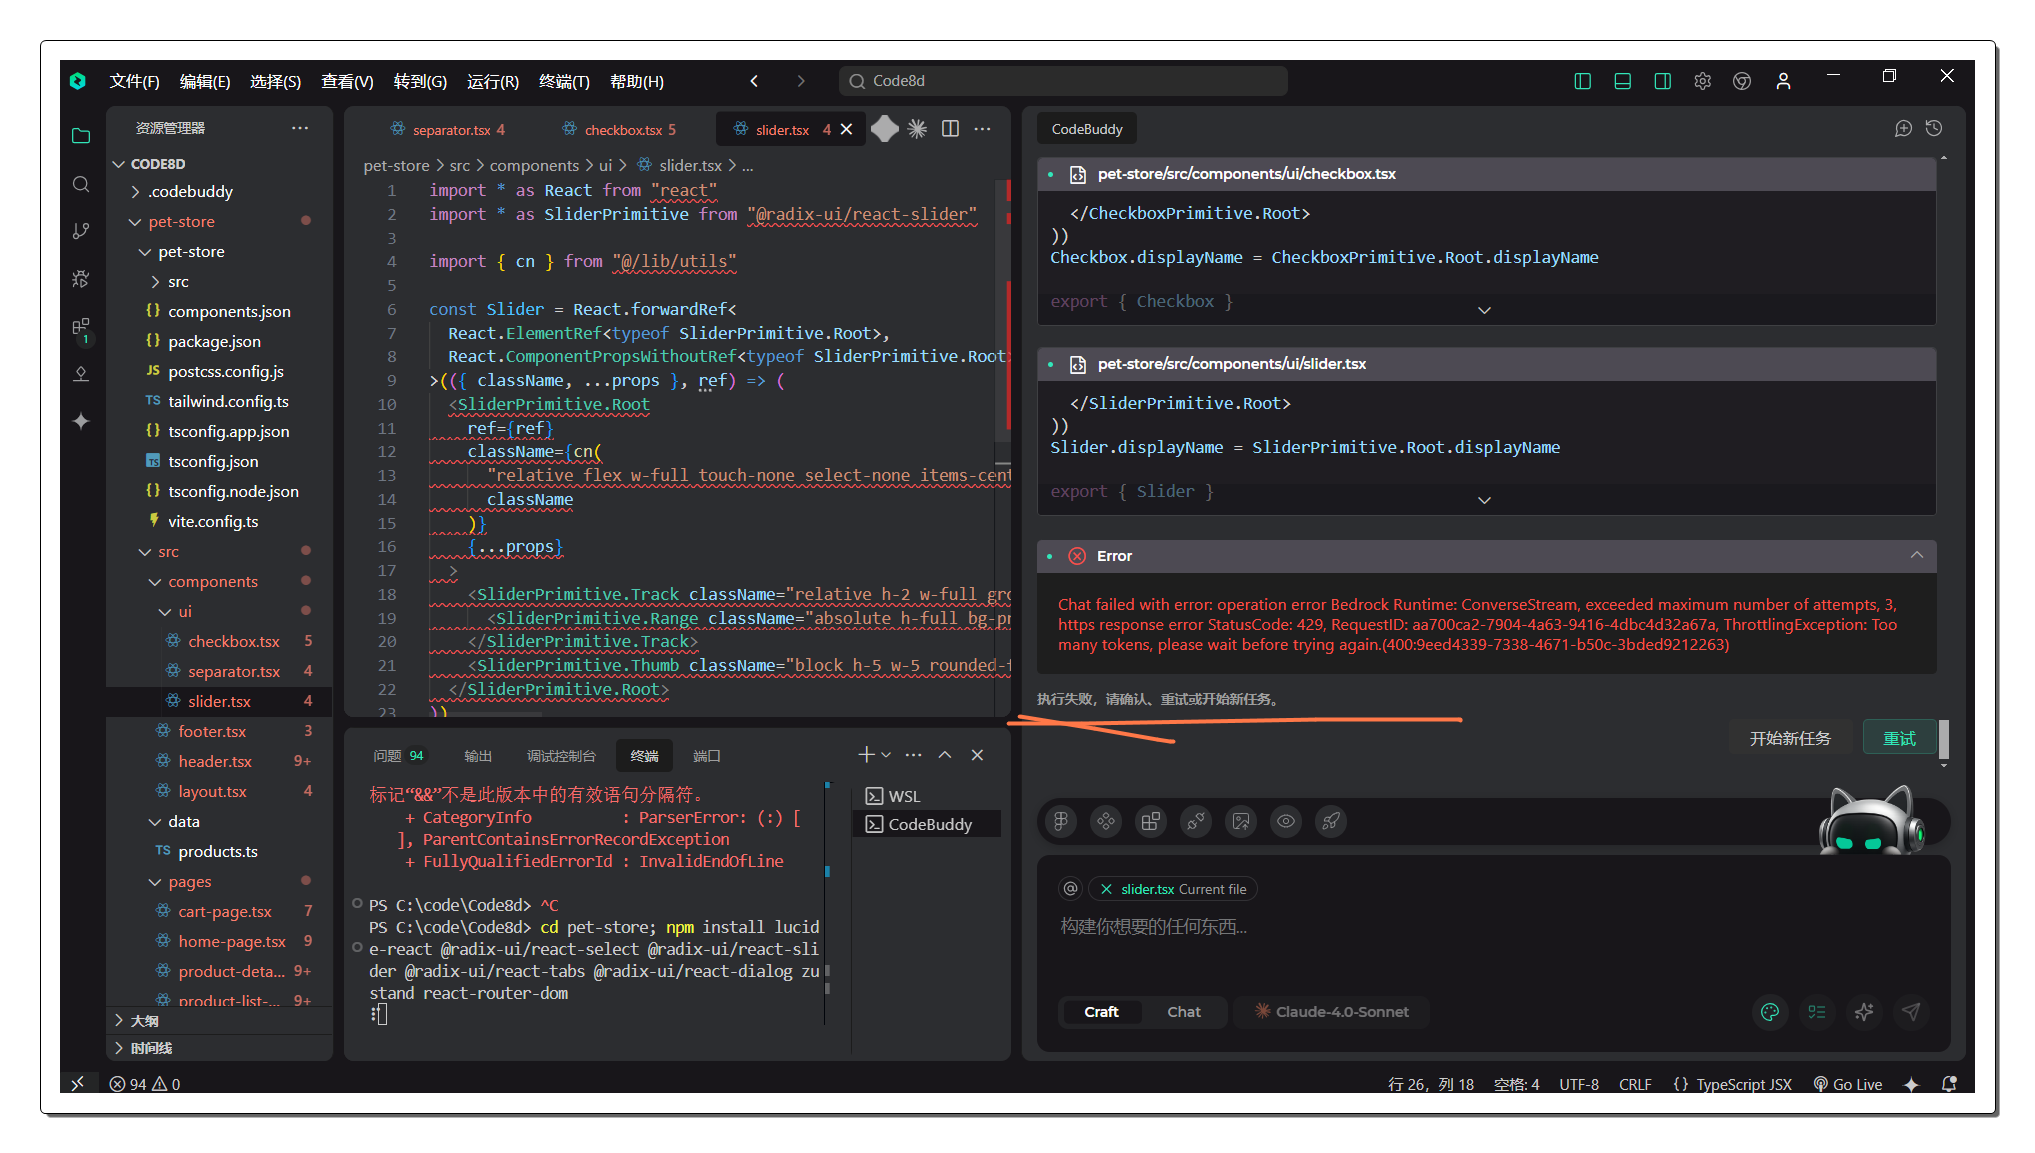 文件(F) 编辑(E) 选择(S) 查看(V) 转到(G) 运行(R) 终端(T) 帮助(H) Code8d
资源管理器
CODE8D
.codebuddy
pet-store
pet-store
src
components.json
package.json
JS postcss.config.js
TS tailwind.config.ts
tsconfig.app.json
TS tsconfig.json
tsconfig.node.json
vite.config.ts
src
components
ui
checkbox.tsx 5
separator.tsx 4
slider.tsx 4
footer.tsx 3
header.tsx 9+
layout.tsx 4
data
TS products.ts
pages
cart-page.tsx 7
home-page.tsx 9
product-deta... 9+
product-list-... 9+
大纲
时间线
1
separator.tsx 4 checkbox.tsx 5 slider.tsx 4
pet-store > src > components > ui > slider.tsx > ...
1 import * as React from "react"
2 import * as SliderPrimitive from "@radix-ui/react-slider"
3
4 import { cn } from "@/lib/utils"
5
6 const Slider = React.forwardRef<
7 React.ElementRef<typeof SliderPrimitive.Root>,
8 React.ComponentPropsWithoutRef<typeof SliderPrimitive.Root>
9 >(({ className, ...props }, ref) => (
10 <SliderPrimitive.Root
11 ref={ref}
12 className={cn(
13 "relative flex w-full touch-none select-none items-cent
14 className
15 )}
16 {...props}
17 >
18 <SliderPrimitive.Track className="relative h-2 w-full gro
19 <SliderPrimitive.Range className="absolute h-full bg-pr
20 </SliderPrimitive.Track>
21 <SliderPrimitive.Thumb className="block h-5 w-5 rounded-f
22 </SliderPrimitive.Root>
23 ))
问题 94 输出 调试控制台 终端 端口
标记“&&”不是此版本中的有效语句分隔符。
+ CategoryInfo : ParserError: (:) [
], ParentContainsErrorRecordException
+ FullyQualifiedErrorId : InvalidEndOfLine
PS C:\code\Code8d> ^C
PS C:\code\Code8d> cd pet-store; npm install lucid
e-react @radix-ui/react-select @radix-ui/react-sli
der @radix-ui/react-tabs @radix-ui/react-dialog zu
stand react-router-dom
WSL
CodeBuddy
CodeBuddy
pet-store/src/components/ui/checkbox.tsx
</CheckboxPrimitive.Root>
))
Checkbox.displayName = CheckboxPrimitive.Root.displayName
export { Checkbox }
pet-store/src/components/ui/slider.tsx
</SliderPrimitive.Root>
))
Slider.displayName = SliderPrimitive.Root.displayName
export { Slider }
Error
Chat failed with error: operation error Bedrock Runtime: ConverseStream, exceeded maximum number of attempts, 3,
https response error StatusCode: 429, RequestID: aa700ca2-7904-4a63-9416-4dbc4d32a67a, ThrottlingException: Too
many tokens, please wait before trying again.(400:9eed4339-7338-4671-b50c-3bded9212263)
执行失败，请确认、重试或开始新任务。
开始新任务 重试
@ slider.tsx Current file
构建你想要的任何东西...
Craft Chat Claude-4.0-Sonnet
94 0 行 26，列 18 空格: 4 UTF-8 CRLF {} TypeScript JSX Go Live